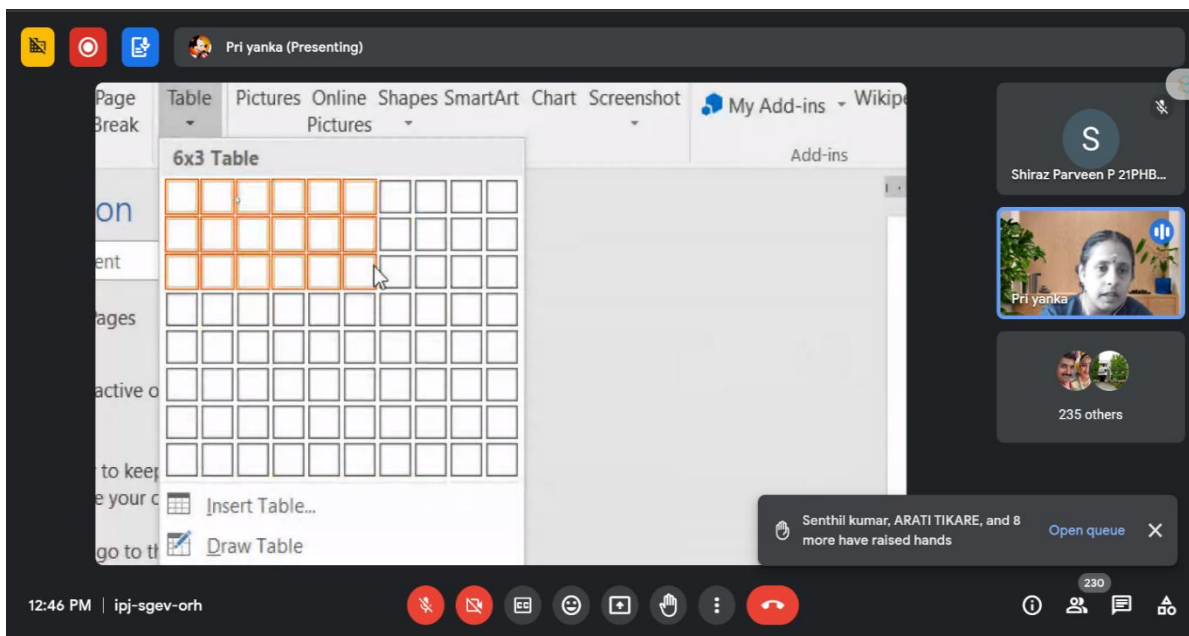 Pri yanka (Presenting)
Page Break
Table
Pictures
Online Pictures
Shapes
SmartArt
Chart
Screenshot
My Add-ins
Wikipe
Add-ins
6x3 Table
on
ent
ages
active o
to keep
e your c
go to th
Insert Table...
Draw Table
S
Shiraz Parveen P 21PHB...
Pri yanka
235 others
Senthil kumar, ARATI TIKARE, and 8
more have raised hands
Open queue
12:46 PM | ipj-sgev-orh
230